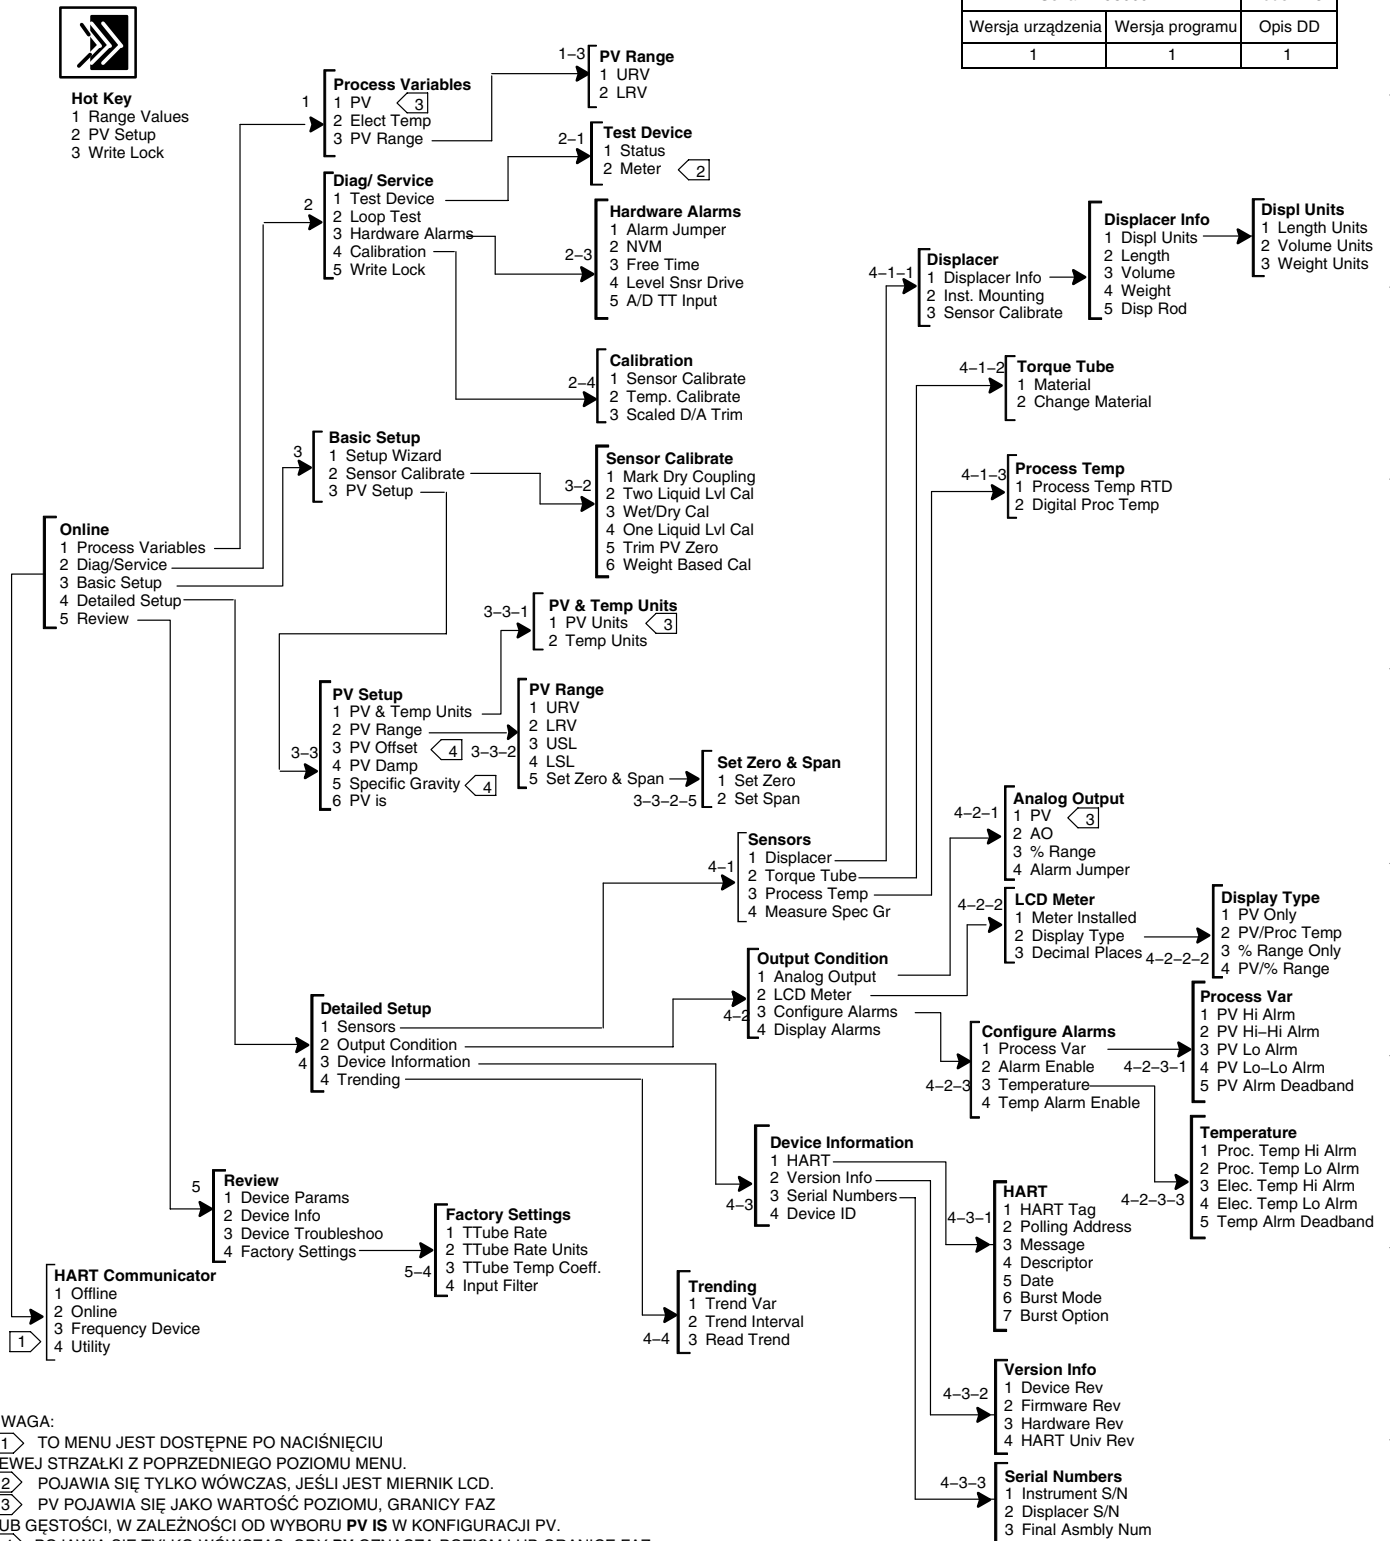 Wersja urządzenia Wersja programu Opis DD
1 1 1
Hot Key
1 Range Values
2 PV Setup
3 Write Lock
1
Process Variables
1 PV 3
2 Elect Temp
3 PV Range
1–3
PV Range
1 URV
2 LRV
2–1
Test Device
1 Status
2 Meter 2
2
Diag/ Service
1 Test Device
2 Loop Test
3 Hardware Alarms
4 Calibration
5 Write Lock
2–3
Hardware Alarms
1 Alarm Jumper
2 NVM
3 Free Time
4 Level Snsr Drive
5 A/D TT Input
2–4
Calibration
1 Sensor Calibrate
2 Temp. Calibrate
3 Scaled D/A Trim
4–1–1
Displacer
1 Displacer Info
2 Inst. Mounting
3 Sensor Calibrate
Displacer Info
1 Displ Units
2 Length
3 Volume
4 Weight
5 Disp Rod
Displ Units
1 Length Units
2 Volume Units
3 Weight Units
4–1–2
Torque Tube
1 Material
2 Change Material
4–1–3
Process Temp
1 Process Temp RTD
2 Digital Proc Temp
3
Basic Setup
1 Setup Wizard
2 Sensor Calibrate
3 PV Setup
3–2
Sensor Calibrate
1 Mark Dry Coupling
2 Two Liquid Lvl Cal
3 Wet/Dry Cal
4 One Liquid Lvl Cal
5 Trim PV Zero
6 Weight Based Cal
Online
1 Process Variables
2 Diag/Service
3 Basic Setup
4 Detailed Setup
5 Review
3–3–1
PV & Temp Units
1 PV Units 3
2 Temp Units
3–3
PV Setup
1 PV & Temp Units
2 PV Range
3 PV Offset 4
4 PV Damp
5 Specific Gravity 4
6 PV is
3–3–2
PV Range
1 URV
2 LRV
3 USL
4 LSL
5 Set Zero & Span
3–3–2–5
Set Zero & Span
1 Set Zero
2 Set Span
4–1
Sensors
1 Displacer
2 Torque Tube
3 Process Temp
4 Measure Spec Gr
4–2–1
Analog Output
1 PV 3
2 AO
3 % Range
4 Alarm Jumper
4–2–2
LCD Meter
1 Meter Installed
2 Display Type
3 Decimal Places
4–2–2–2
Display Type
1 PV Only
2 PV/Proc Temp
3 % Range Only
4 PV/% Range
4–2
Output Condition
1 Analog Output
2 LCD Meter
3 Configure Alarms
4 Display Alarms
4
Detailed Setup
1 Sensors
2 Output Condition
3 Device Information
4 Trending
4–2–3
Configure Alarms
1 Process Var
2 Alarm Enable
3 Temperature
4 Temp Alarm Enable
4–2–3–1
Process Var
1 PV Hi Alrm
2 PV Hi–Hi Alrm
3 PV Lo Alrm
4 PV Lo–Lo Alrm
5 PV Alrm Deadband
4–2–3–3
Temperature
1 Proc. Temp Hi Alrm
2 Proc. Temp Lo Alrm
3 Elec. Temp Hi Alrm
4 Elec. Temp Lo Alrm
5 Temp Alrm Deadband
4–3
Device Information
1 HART
2 Version Info
3 Serial Numbers
4 Device ID
5
Review
1 Device Params
2 Device Info
3 Device Troubleshoo
4 Factory Settings
5–4
Factory Settings
1 TTube Rate
2 TTube Rate Units
3 TTube Temp Coeff.
4 Input Filter
4–3–1
HART
1 HART Tag
2 Polling Address
3 Message
4 Descriptor
5 Date
6 Burst Mode
7 Burst Option
1
HART Communicator
1 Offline
2 Online
3 Frequency Device
4 Utility
4–4
Trending
1 Trend Var
2 Trend Interval
3 Read Trend
4–3–2
Version Info
1 Device Rev
2 Firmware Rev
3 Hardware Rev
4 HART Univ Rev
4–3–3
Serial Numbers
1 Instrument S/N
2 Displacer S/N
3 Final Asmbly Num
WAGA:
1 TO MENU JEST DOSTĘPNE PO NACIŚNIĘCIU
EWEJ STRZAŁKI Z POPRZEDNIEGO POZIOMU MENU.
2 POJAWIA SIĘ TYLKO WÓWCZAS, JEŚLI JEST MIERNIK LCD.
3 PV POJAWIA SIĘ JAKO WARTOŚĆ POZIOMU, GRANICY FAZ
UB GĘSTOŚCI, W ZALEŻNOŚCI OD WYBORU PV IS W KONFIGURACJI PV.